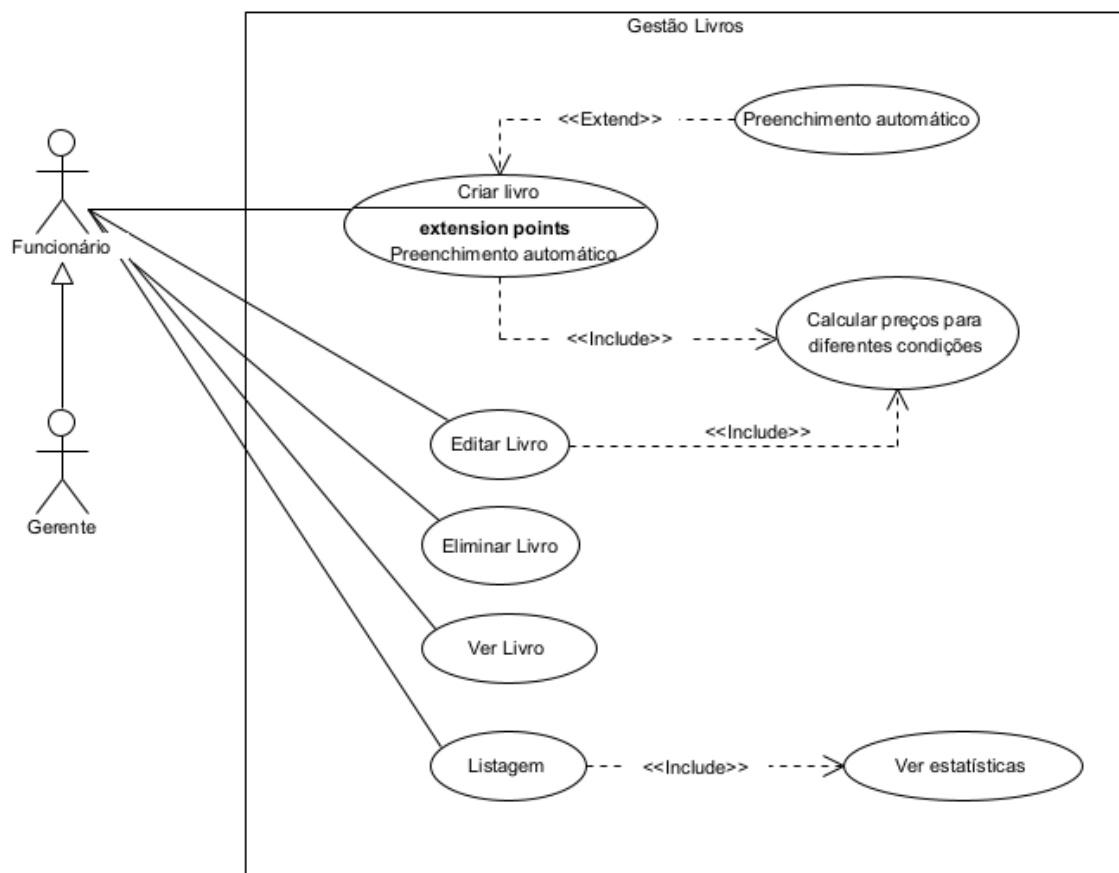 Gestão Livros
<<Extend>>
Preenchimento automático
Criar livro
extension points
Preenchimento automático
Funcionário
<<Include>>
Calcular preços para
diferentes condições
Editar Livro
<<Include>>
Gerente
Eliminar Livro
Ver Livro
Listagem
<<Include>>
Ver estatísticas